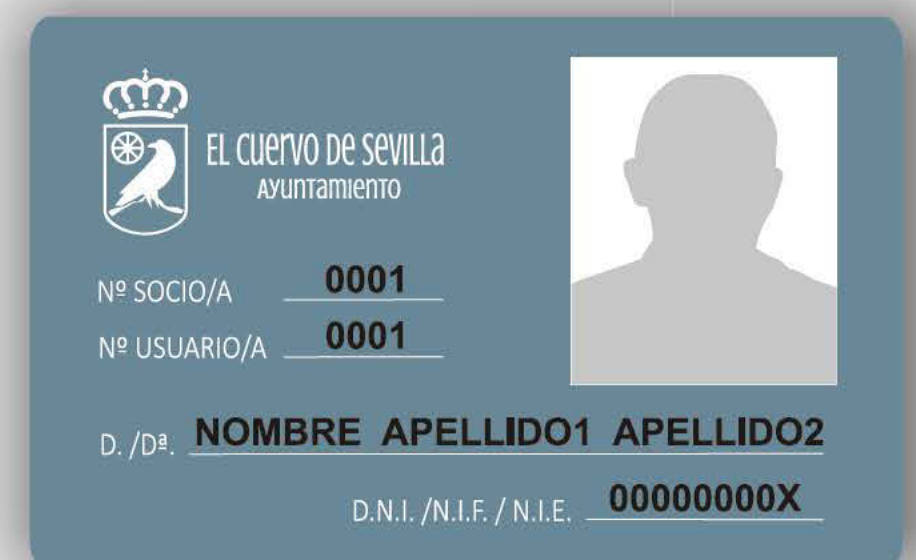 EL CUERVO DE SEVILLA
AYUNTAMIENTO
Nº SOCIO/A 0001
Nº USUARIO/A 0001
D. /Dª. NOMBRE APELLIDO1 APELLIDO2
D.N.I. /N.I.F. / N.I.E. 00000000X